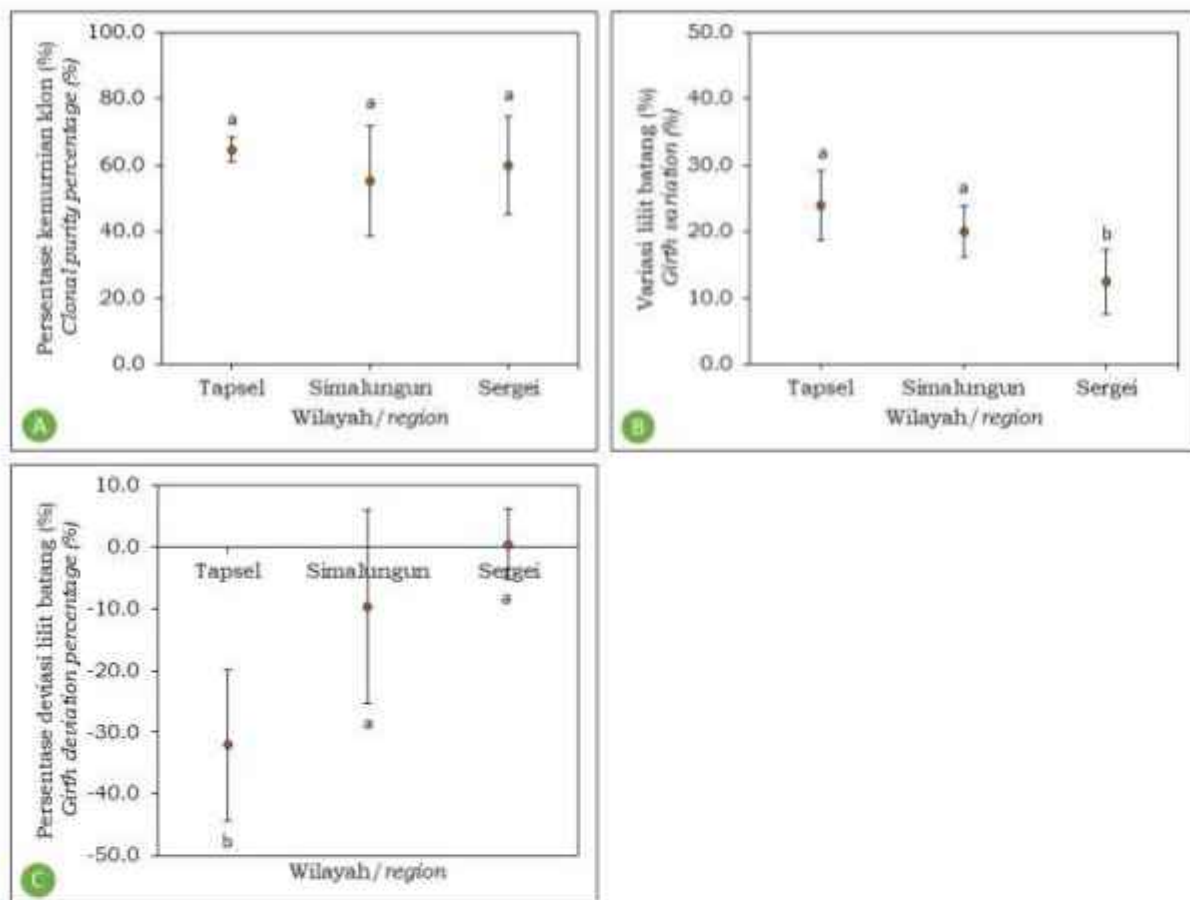 Persentase kemurnian klon (%)
Clonal purity percentage (%)
100.0
80.0
60.0
40.0
20.0
0.0
a
a
a
Tapsel Simalungun Sergei
Wilayah/region
A
Variasi lilit batang (%)
Girth variation (%)
50.0
40.0
30.0
20.0
10.0
0.0
a
a
b
Tapsel Simalungun Sergei
Wilayah/region
B
Persentase deviasi lilit batang (%)
Girth deviation percentage (%)
10.0
0.0
-10.0
-20.0
-30.0
-40.0
-50.0
Tapsel Simalungun Sergei
a
a
b
Wilayah/region
C